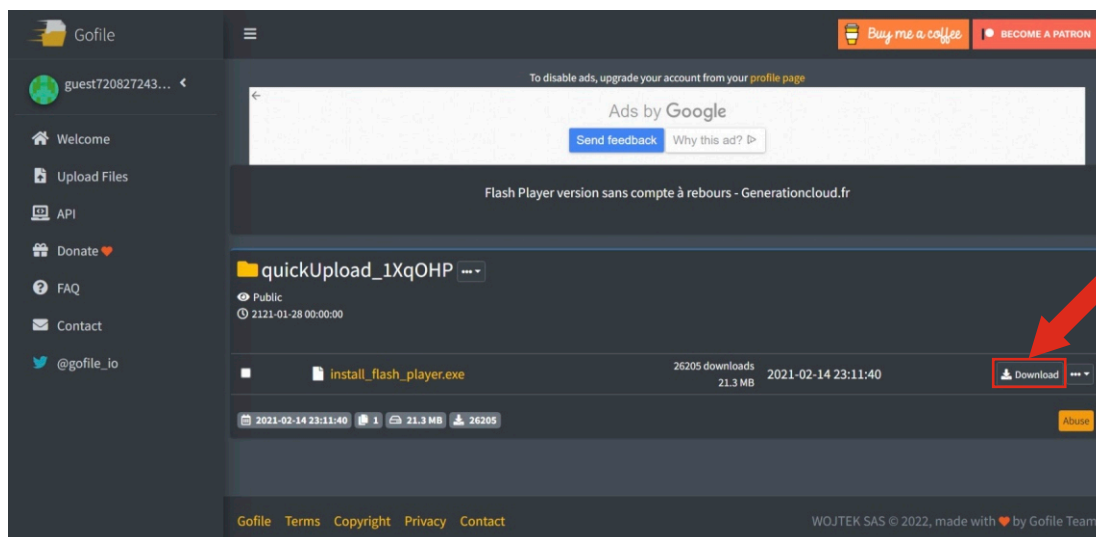 Gofile
Buy me a coffee
BECOME A PATRON
guest720827243...
To disable ads, upgrade your account from your profile page
Ads by Google
Send feedback Why this ad?
Welcome
Upload Files
API
Donate
FAQ
Contact
@gofile_io
Flash Player version sans compte à rebours - Generationcloud.fr
quickUpload_1XqOHP
Public
2121-01-28 00:00:00
install_flash_player.exe
26205 downloads
21.3 MB
2021-02-14 23:11:40
Download
2021-02-14 23:11:40 1 21.3 MB 26205
Abuse
Gofile Terms Copyright Privacy Contact
WOJTEK SAS © 2022, made with ❤ by Gofile Team